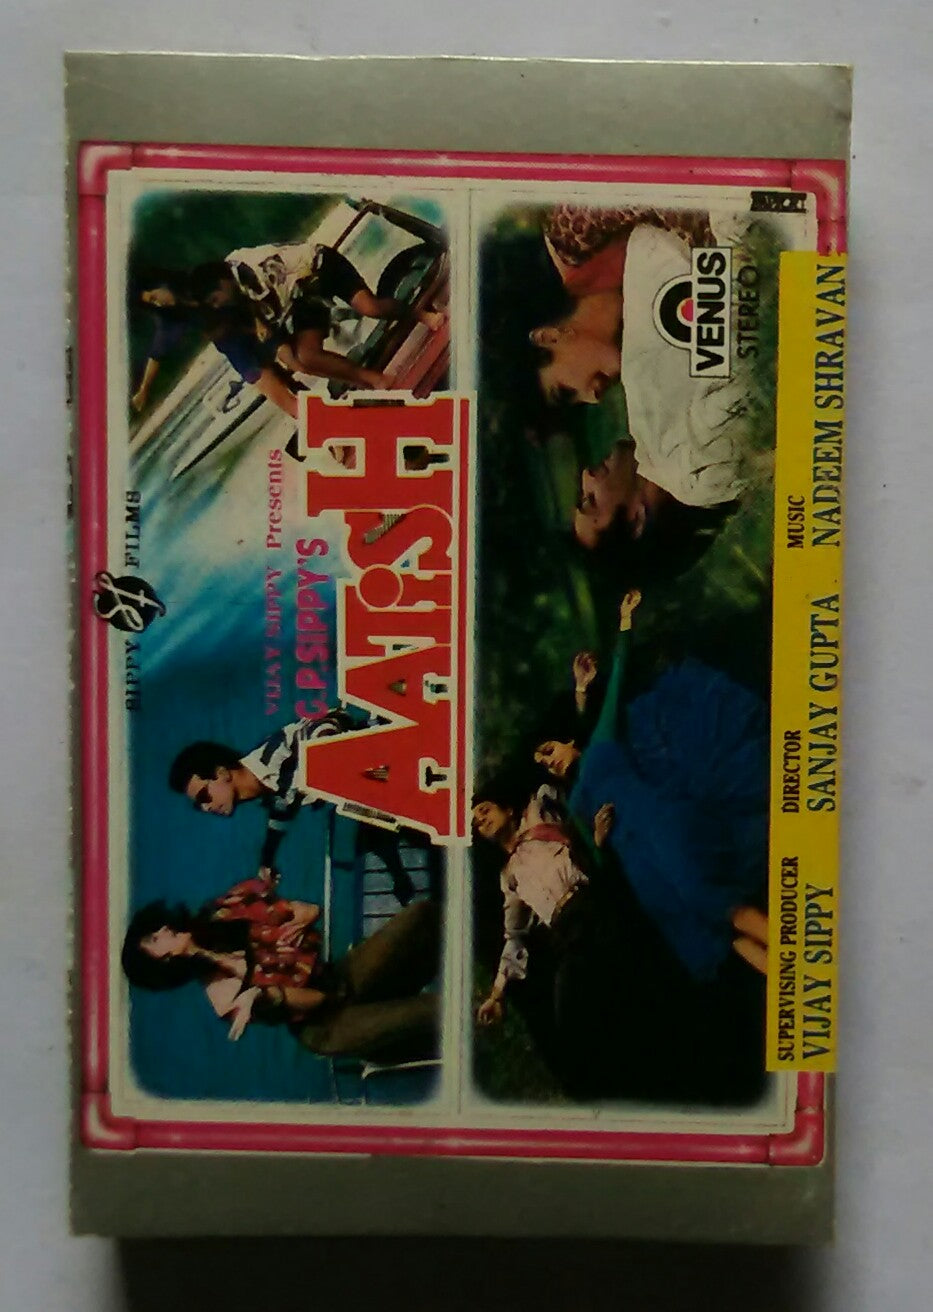 SIPPY FILMS
VIJAY SIPPY Presents
G.P.SIPPY'S
AATiSH
VENUS
STEREO
SUPERVISING PRODUCER
VIJAY SIPPY
DIRECTOR
SANJAY GUPTA
MUSIC
NADEEM SHRAVAN